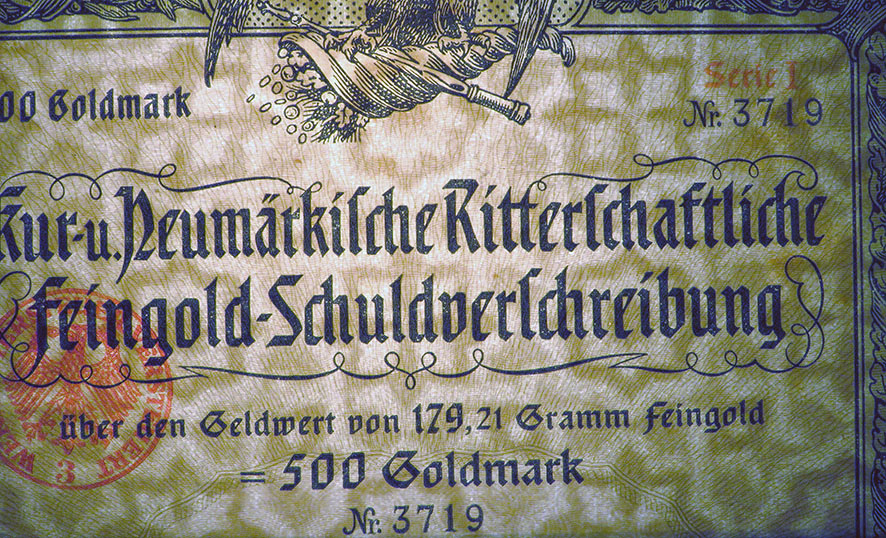 Serie I
00 Goldmark
Nr. 3719
Kur-u. Neumärkische Ritterschaftliche
Feingold-Schuldverschreibung
über den Geldwert von 179,21 Gramm Feingold
= 500 Goldmark
Nr. 3719